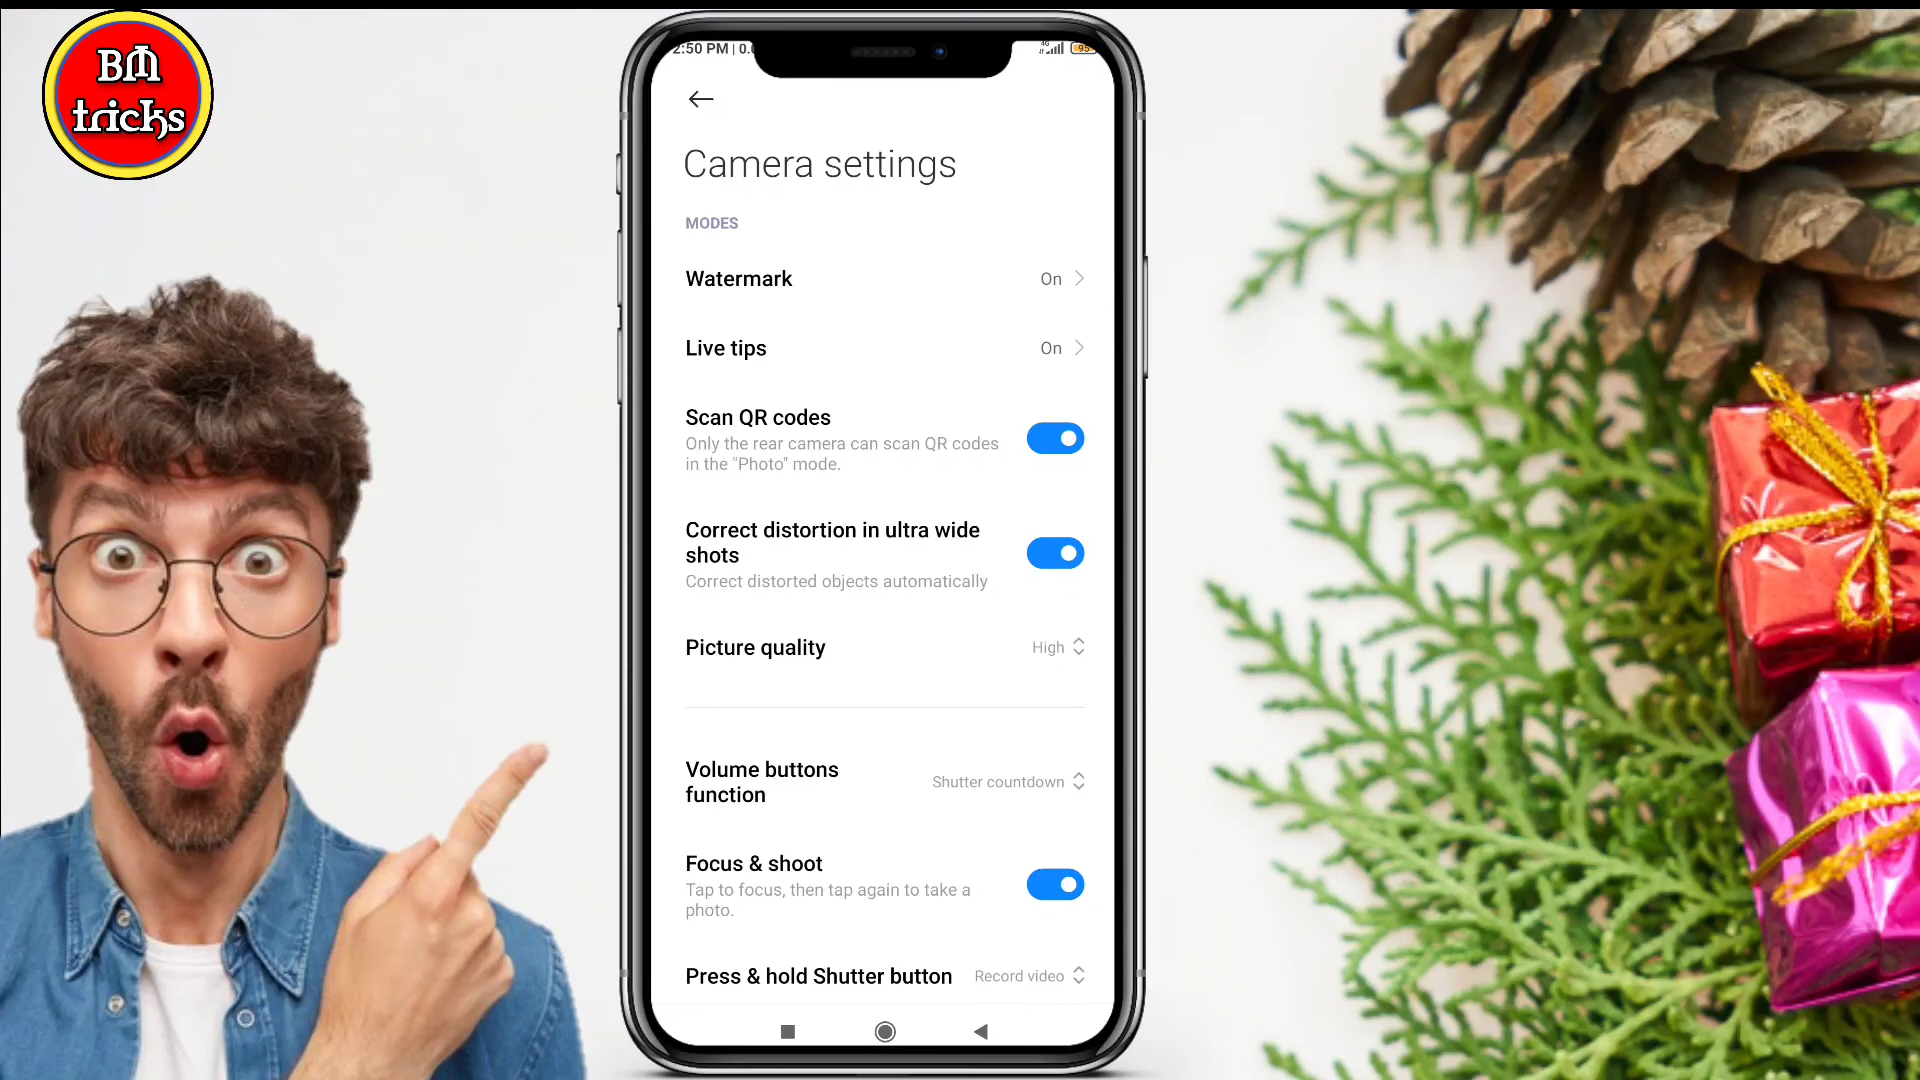 BM
tricks
2:50 PM | 0.
4G
95
Camera settings
MODES
Watermark
On
Live tips
On
Scan QR codes
Only the rear camera can scan QR codes
in the "Photo" mode.
Correct distortion in ultra wide
shots
Correct distorted objects automatically
Picture quality
High
Volume buttons
function
Shutter countdown
Focus & shoot
Tap to focus, then tap again to take a
photo.
Press & hold Shutter button
Record video